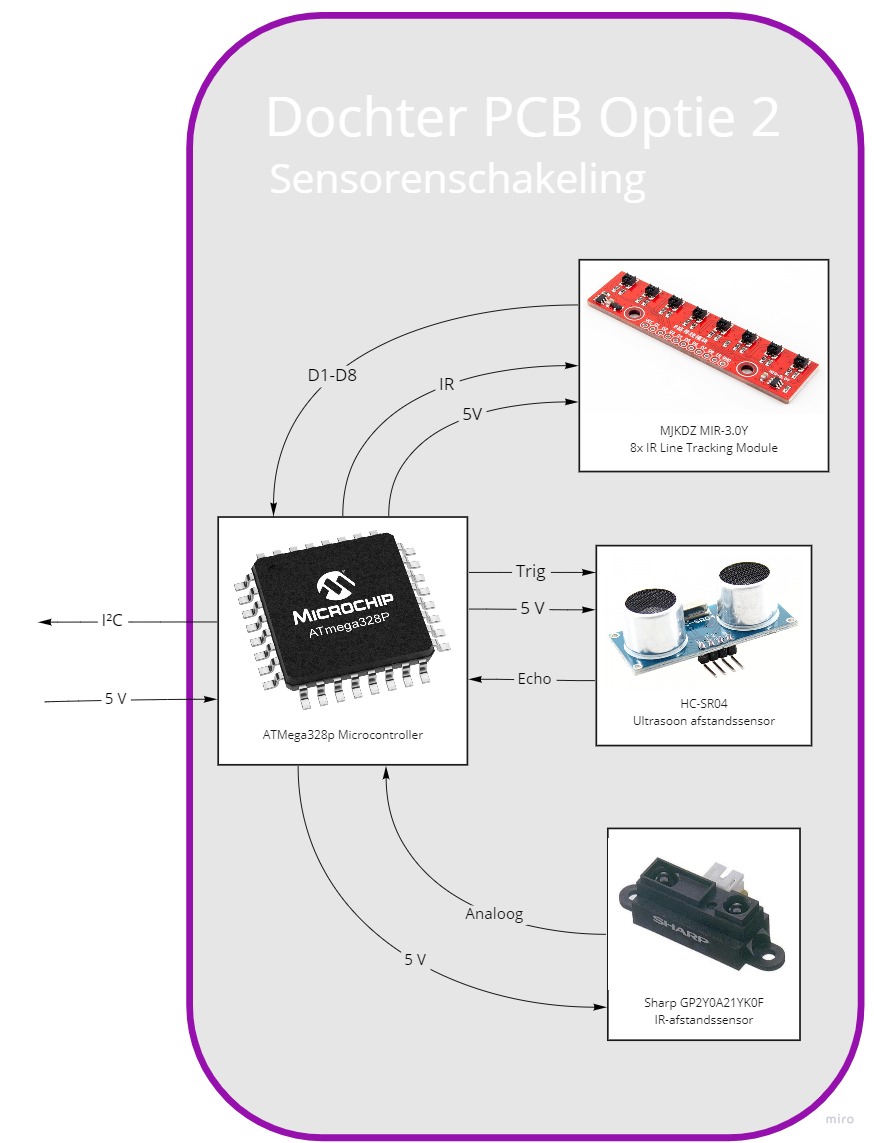 Dochter PCB Optie 2
Sensorenschakeling
D1-D8
IR
5V
MJKDZ MIR-3.0Y
8x IR Line Tracking Module
MICROCHIP
ATmega328P
ATMega328p Microcontroller
I²C
5 V
Trig
5 V
Echo
HC-SR04
Ultrasoon afstandssensor
Analoog
5 V
SHARP
Sharp GP2Y0A21YK0F
IR-afstandssensor
miro